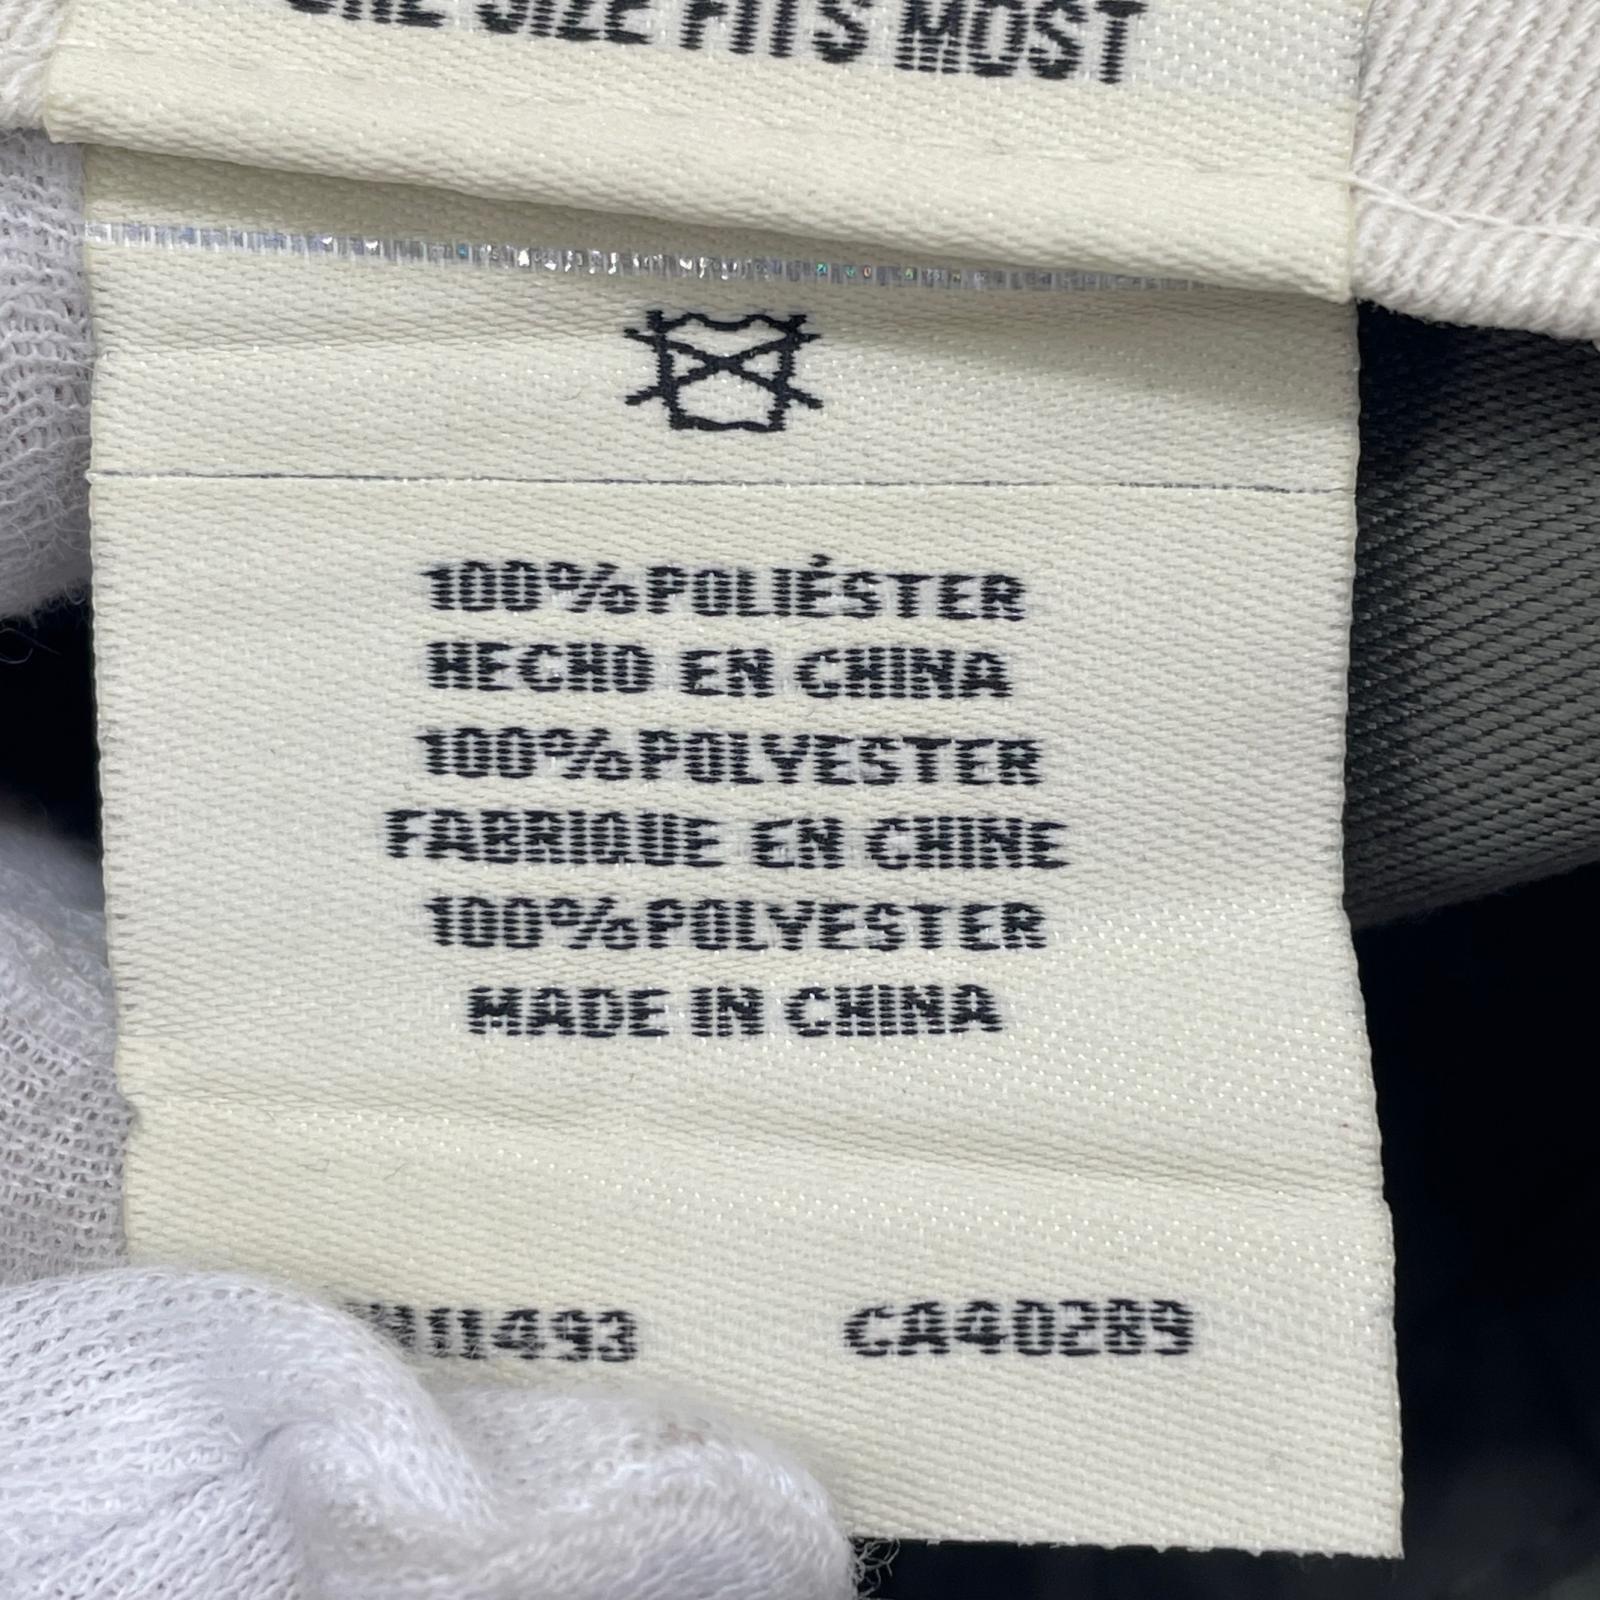 SIZE FITS MOST
100%POLIÉSTER
HECHO EN CHINA
100%POLYESTER
FABRIQUE EN CHINE
100%POLYESTER
MADE IN CHINA
CA40289